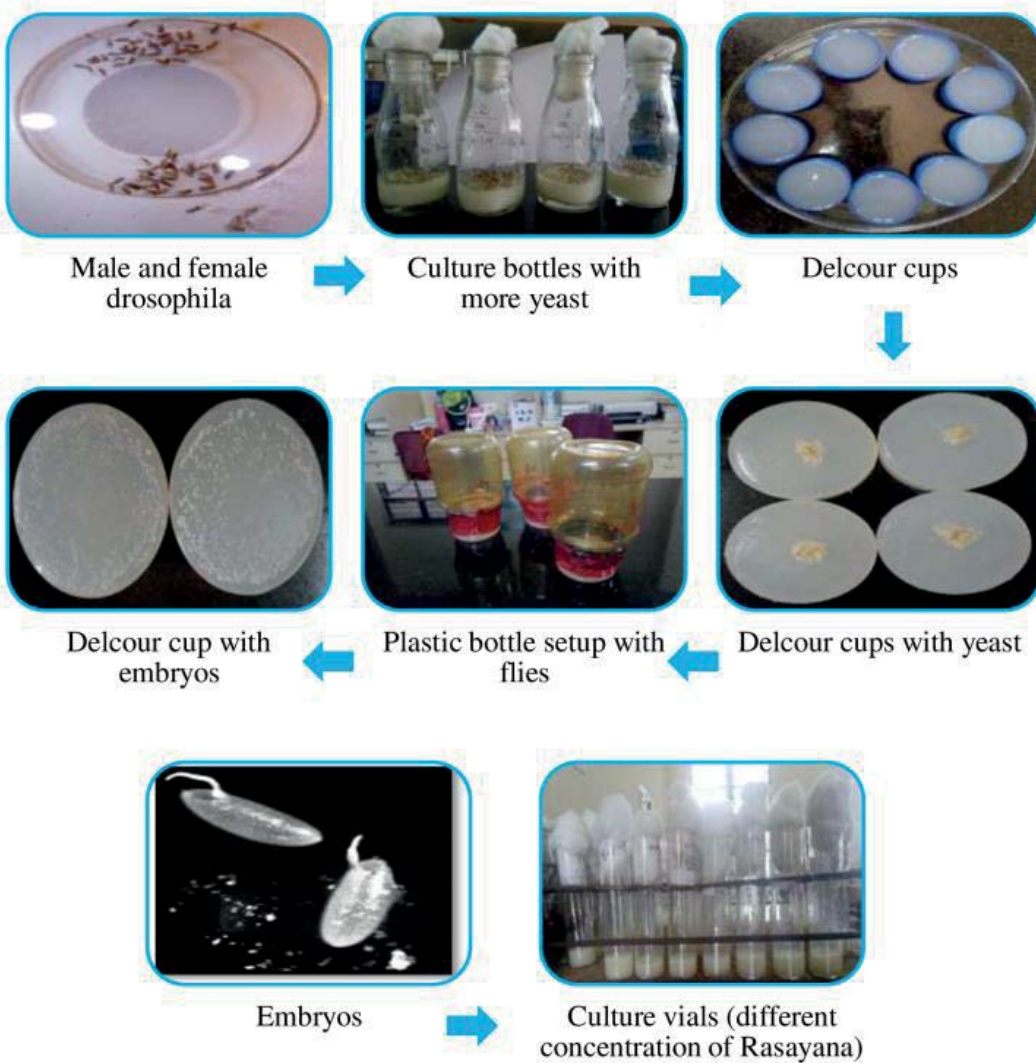 Male and female
drosophila
Culture bottles with
more yeast
Delcour cups
Delcour cups with yeast
Plastic bottle setup with
flies
Delcour cup with
embryos
Embryos
Culture vials (different
concentration of Rasayana)